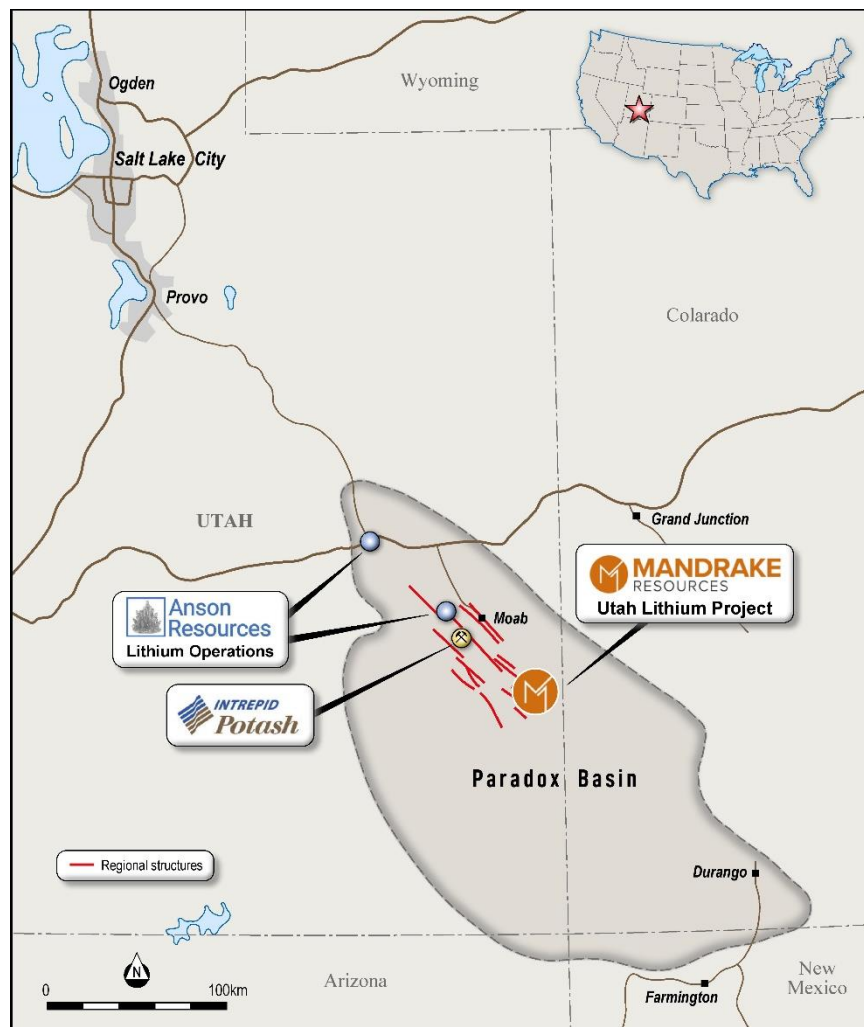 Wyoming
Ogden
Salt Lake City
Provo
Colarado
UTAH
Grand Junction
MANDRAKE
RESOURCES
Utah Lithium Project
Anson
Resources
Lithium Operations
Moab
INTREPID
Potash
Paradox Basin
Regional structures
Durango
N
0 100km
Arizona
New
Mexico
Farmington